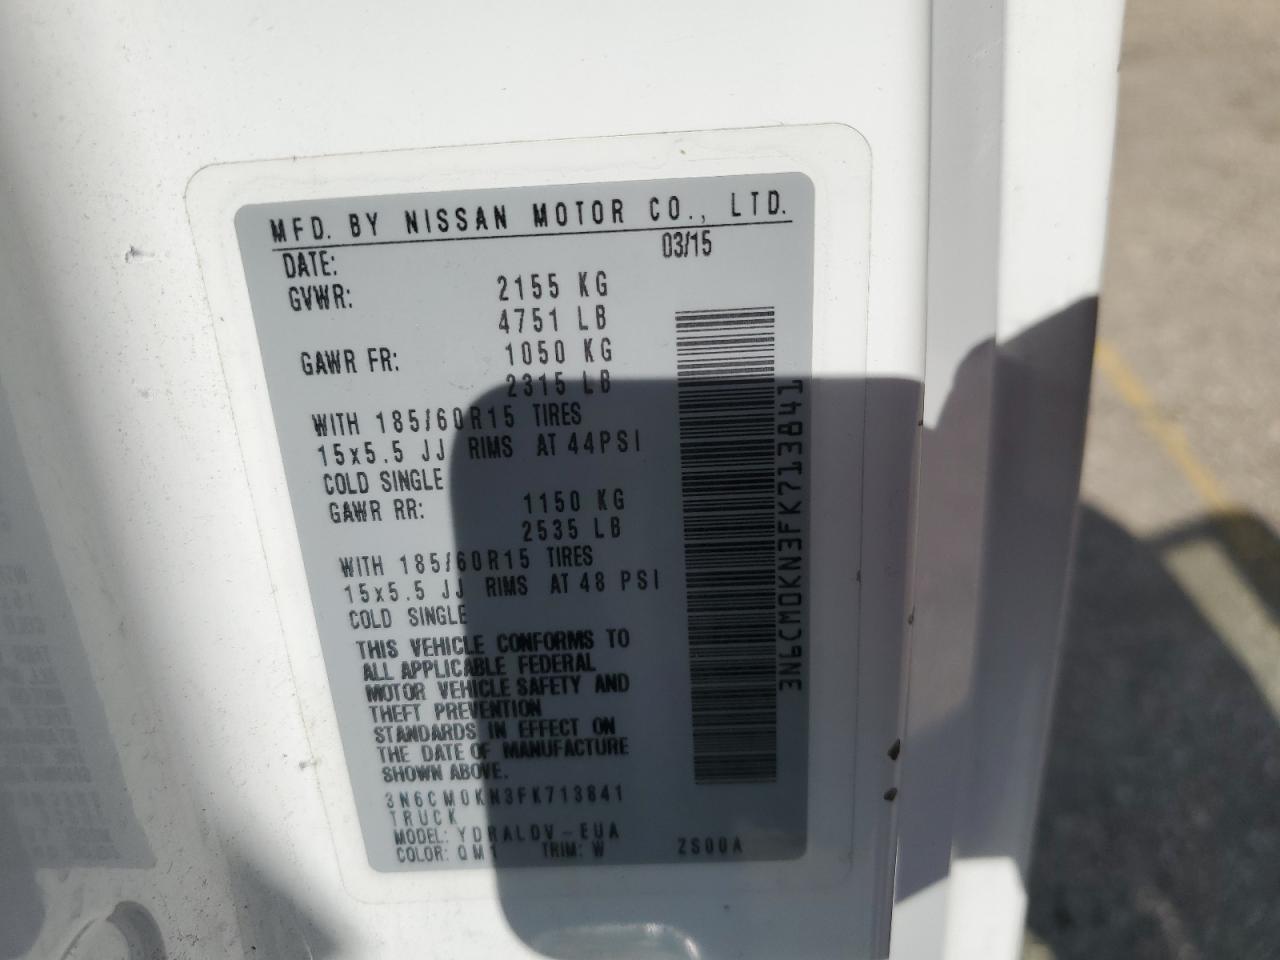 MFD. BY NISSAN MOTOR CO., LTD.
DATE: 03/15
GVWR: 2155 KG
4751 LB
GAWR FR: 1050 KG
2315 LB
WITH 185/60R15 TIRES
15x5.5 JJ RIMS AT 44PSI
COLD SINGLE
GAWR RR: 1150 KG
2535 LB
WITH 185/60R15 TIRES
15x5.5 JJ RIMS AT 48 PSI
COLD SINGLE
THIS VEHICLE CONFORMS TO
ALL APPLICABLE FEDERAL
MOTOR VEHICLE SAFETY AND
THEFT PREVENTION
STANDARDS IN EFFECT ON
THE DATE OF MANUFACTURE
SHOWN ABOVE.
3N6CM0KN3FK713841
TRUCK
MODEL: YDRALDV-EUA
COLOR: QM1 TRIM: W ZS00A
3N6CM0KN3FK713841